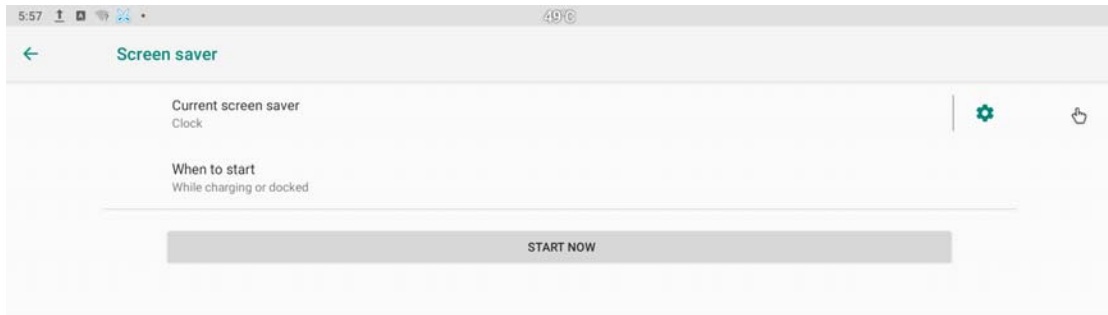 5:57
49°C
Screen saver
Current screen saver
Clock
When to start
While charging or docked
START NOW